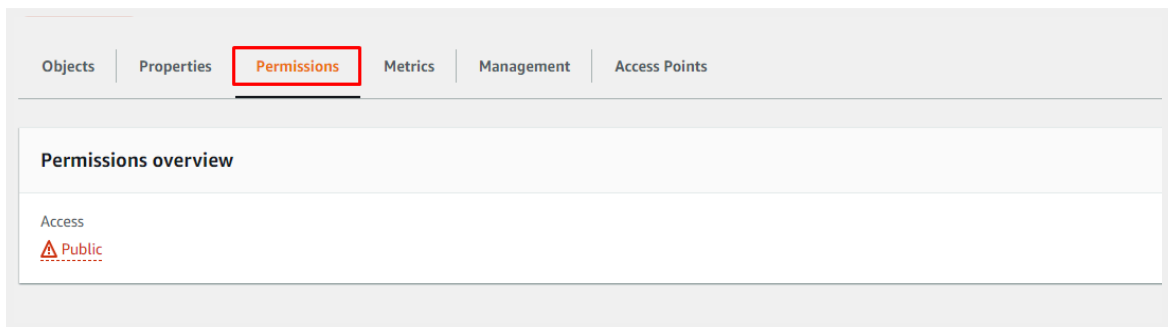 Objects Properties Permissions Metrics Management Access Points
Permissions overview
Access
Public